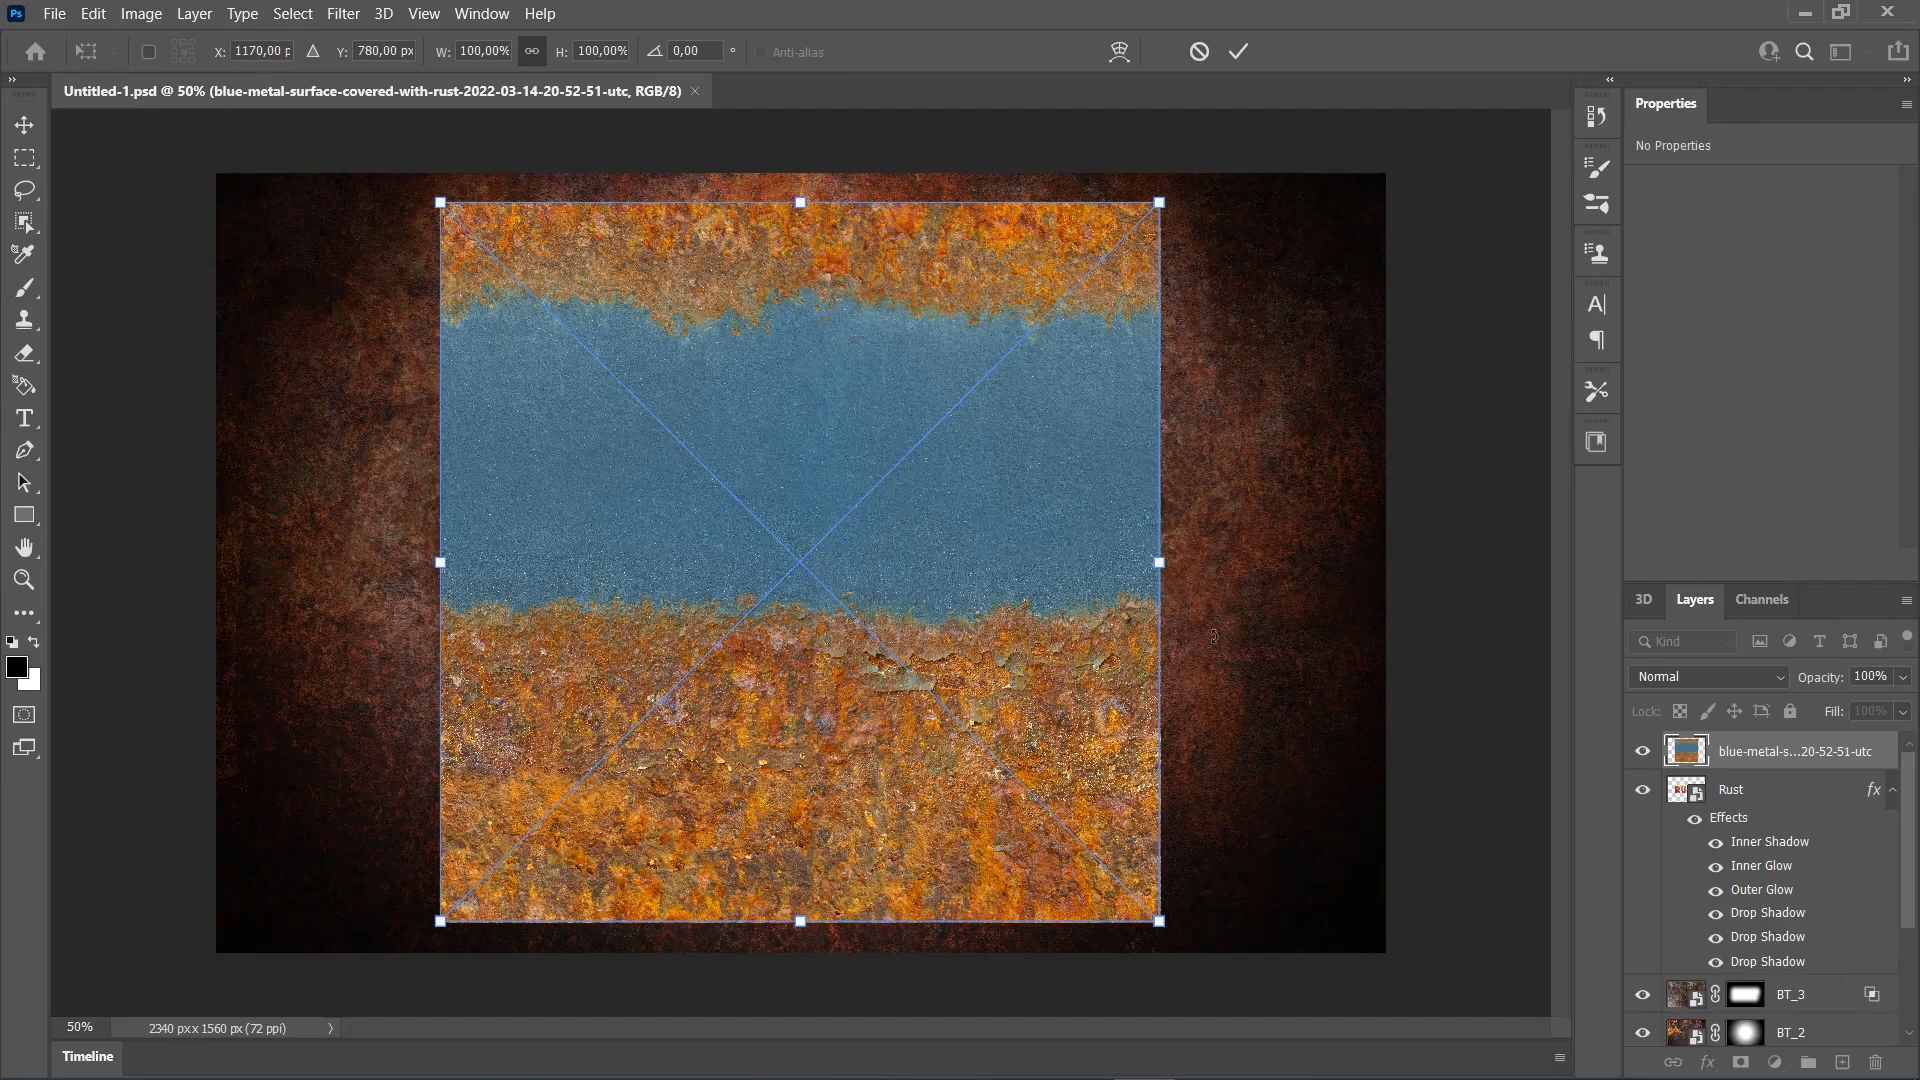 Ps File Edit Image Layer Type Select Filter 3D View Window Help
X: 1170,00 p Y: 780,00 px W: 100,00% H: 100,00% 0,00 ° Anti-alias
Untitled-1.psd @ 50% (blue-metal-surface-covered-with-rust-2022-03-14-20-52-51-utc, RGB/8)
Properties
No Properties
3D Layers Channels
Kind
Normal Opacity: 100%
Lock: Fill: 100%
blue-metal-s...20-52-51-utc
Rust fx
Effects
Inner Shadow
Inner Glow
Outer Glow
Drop Shadow
Drop Shadow
Drop Shadow
BT_3
BT_2
50% 2340 px x 1560 px (72 ppi)
Timeline
fx